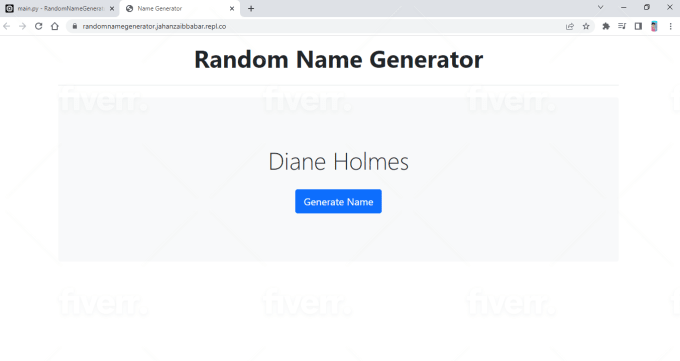 main.py - RandomNameGenerat
Name Generator
randomnamegenerator.jahanzaibbabar.repl.co
Random Name Generator
fiverr.
fiverr.
fiverr.
Diane Holmes
Generate Name
fiverr.
fiverr.
fiverr.